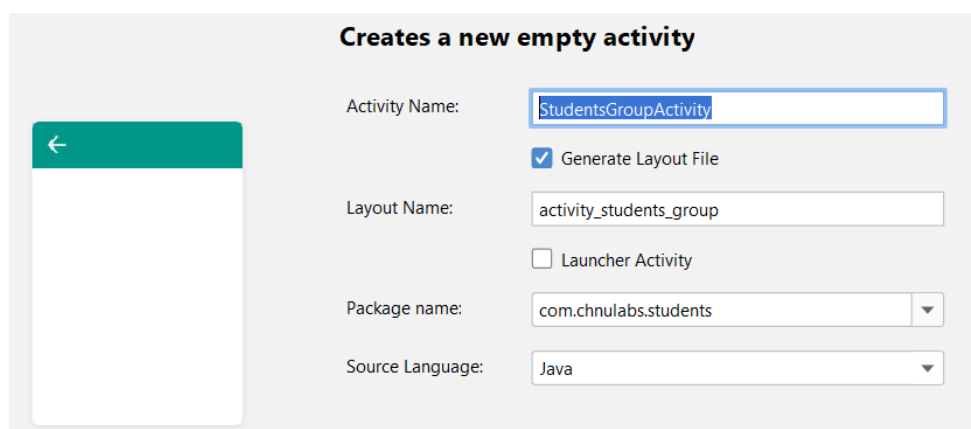 Creates a new empty activity
Activity Name:
StudentsGroupActivity
Generate Layout File
Layout Name:
activity_students_group
Launcher Activity
Package name:
com.chnulabs.students
Source Language:
Java